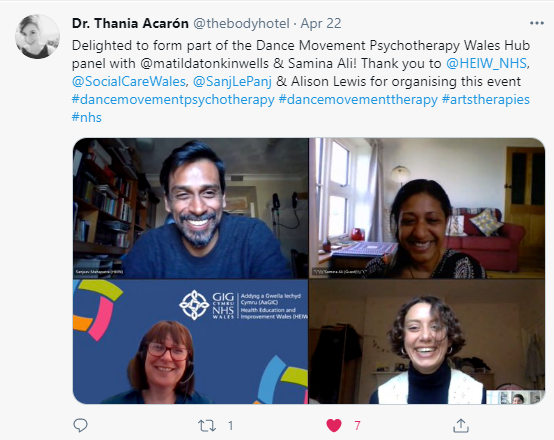 Dr. Thania Acarón @thebodyhotel · Apr 22
Delighted to form part of the Dance Movement Psychotherapy Wales Hub
panel with @matildatonkinwells & Samina Ali! Thank you to @HEIW_NHS,
@SocialCareWales, @SanjLePanj & Alison Lewis for organising this event
#dancemovementpsychotherapy #dancemovementtherapy #artstherapies
#nhs
Sanjiv Mahapatra (HEIW)
Samina Ali (Guest)
GIG
CYMRU
NHS
WALES
Addysg a Gwella Iechyd
Cymru (AaGIC)
Health Education and
Improvement Wales (HEIW)
1
7